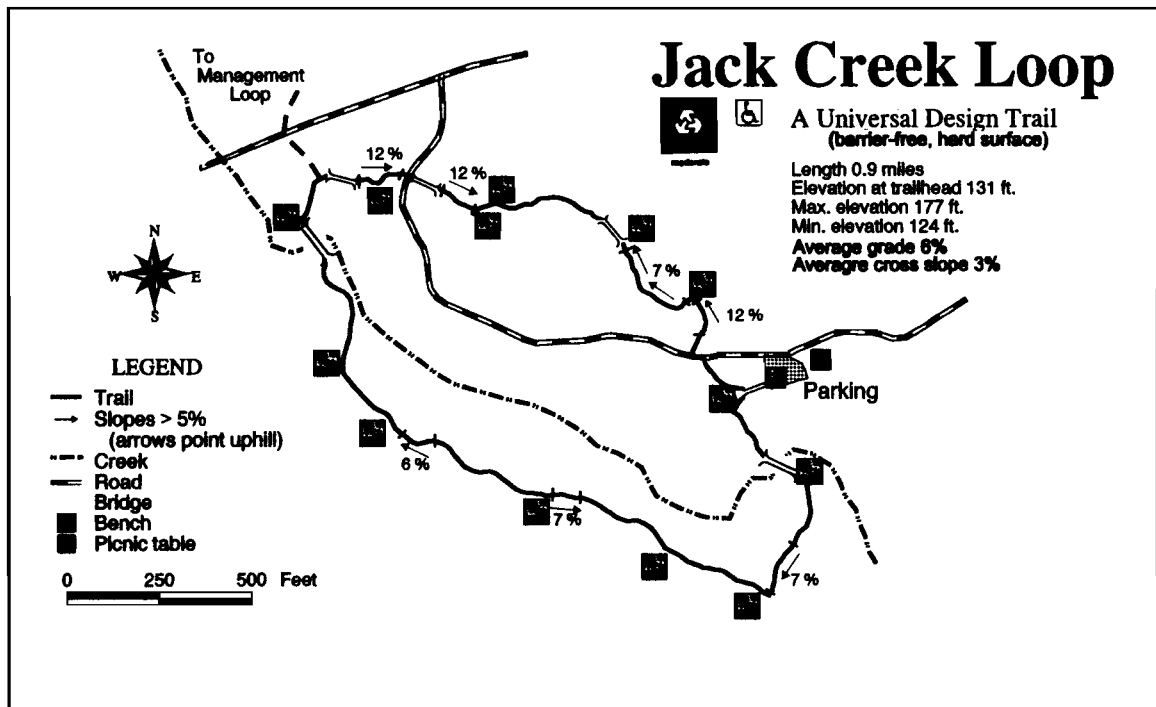 Jack Creek Loop
A Universal Design Trail
(barrier-free, hard surface)
moderate
Length 0.9 miles
Elevation at trailhead 131 ft.
Max. elevation 177 ft.
Min. elevation 124 ft.
Average grade 6%
Averagre cross slope 3%
To
Management
Loop
12 %
12 %
7 %
12 %
Parking
N
W
E
S
6 %
7 %
7 %
LEGEND
Trail
Slopes > 5%
(arrows point uphill)
Creek
Road
Bridge
Bench
Picnic table
0 250 500 Feet